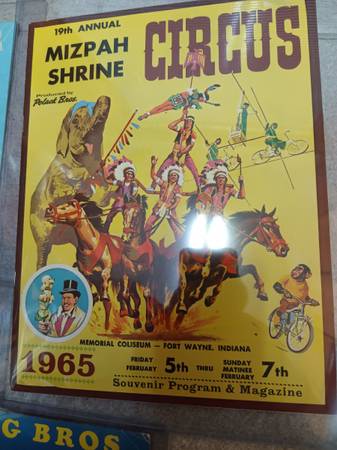 19th ANNUAL
MIZPAH
SHRINE
CIRCUS
Produced by
Polack Bros.
MEMORIAL COLISEUM — FORT WAYNE, INDIANA
1965
FRIDAY
FEBRUARY 5th THRU
SUNDAY
MATINEE
FEBRUARY 7th
Souvenir Program & Magazine
G BROS